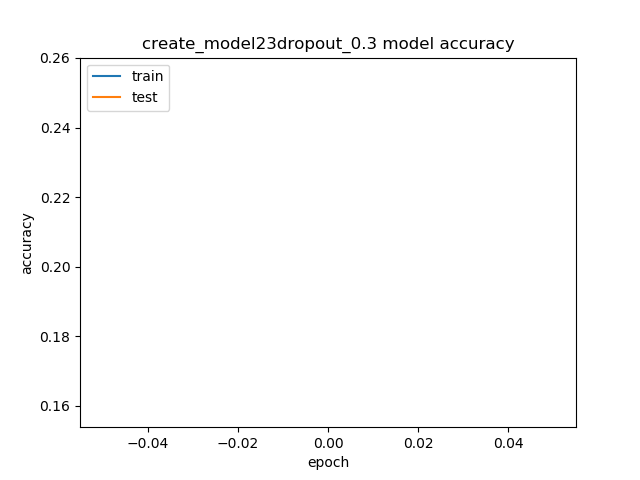 create_model23dropout_0.3 model accuracy
train
test
0.26
0.24
0.22
0.20
0.18
0.16
accuracy
−0.04
−0.02
0.00
0.02
0.04
epoch